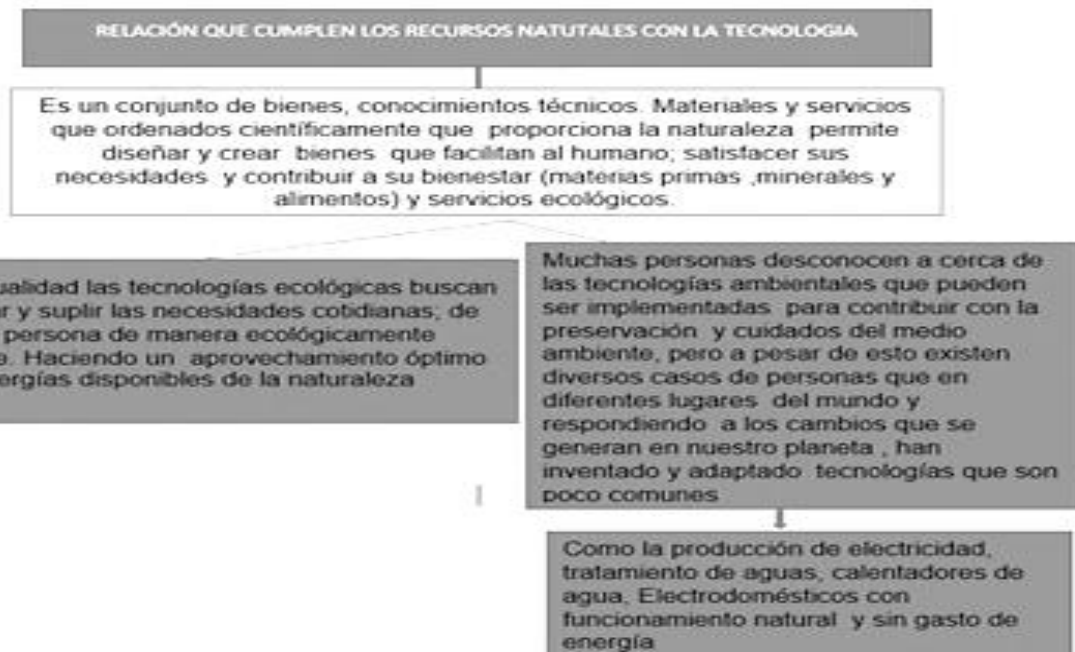 RELACIÓN QUE CUMPLEN LOS RECURSOS NATUTALES CON LA TECNOLOGIA
Es un conjunto de bienes, conocimientos técnicos. Materiales y servicios
que ordenados científicamente que proporciona la naturaleza permite
diseñar y crear bienes que facilitan al humano; satisfacer sus
necesidades y contribuir a su bienestar (materias primas ,minerales y
alimentos) y servicios ecológicos.
las tecnologías ecológicas buscan
y suplir las necesidades cotidianas; de
persona de manera ecológicamente
Haciendo un aprovechamiento óptimo
disponibles de la naturaleza
Muchas personas desconocen a cerca de
las tecnologías ambientales que pueden
ser implementadas para contribuir con la
preservación y cuidados del medio
ambiente, pero a pesar de esto existen
diversos casos de personas que en
diferentes lugares del mundo y
respondiendo a los cambios que se
generan en nuestro planeta , han
inventado y adaptado tecnologías que son
poco comunes
Como la producción de electricidad,
tratamiento de aguas, calentadores de
agua, Electrodomésticos con
funcionamiento natural y sin gasto de
energía